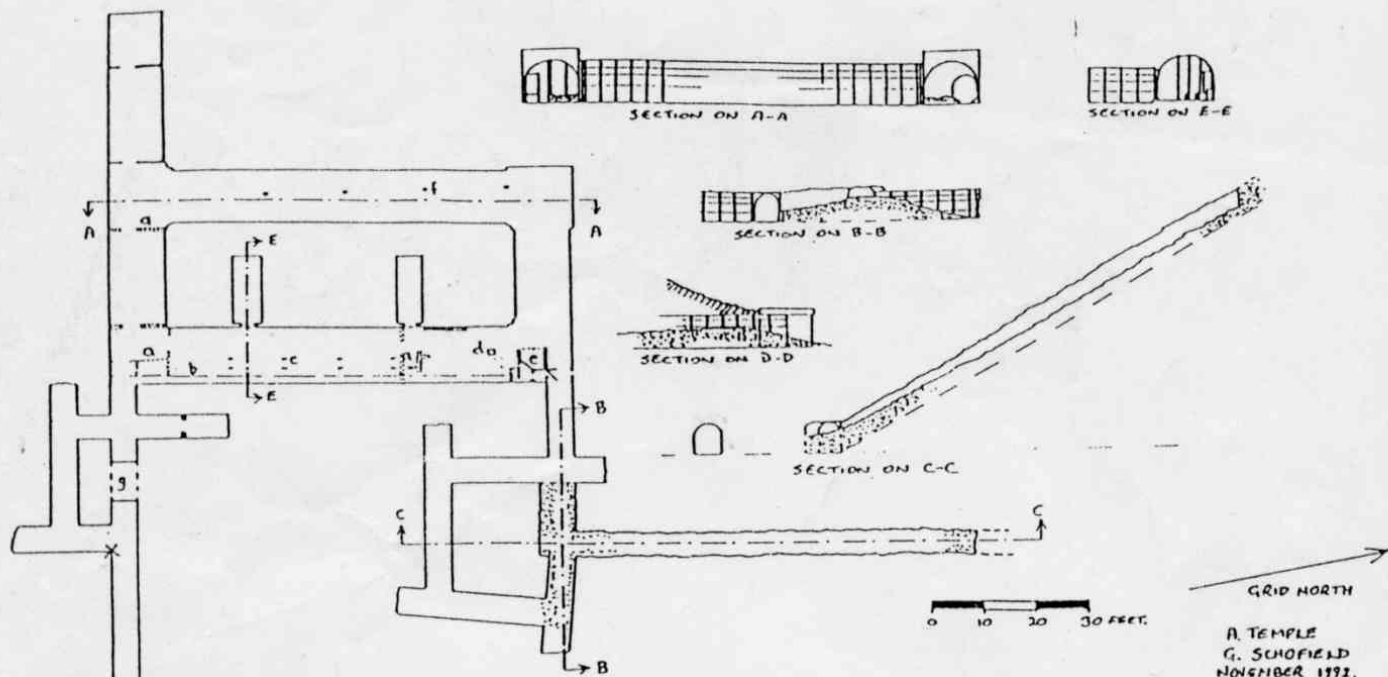 SECTION ON A-A
SECTION ON E-E
SECTION ON B-B
SECTION ON D-D
SECTION ON C-C
A
A
a
f
E
a
b
c
d
e
E
B
g
C
C
B
0 10 20 30 FEET.
GRID NORTH
A. TEMPLE
G. SCHOFIELD
NOVEMBER 1992.